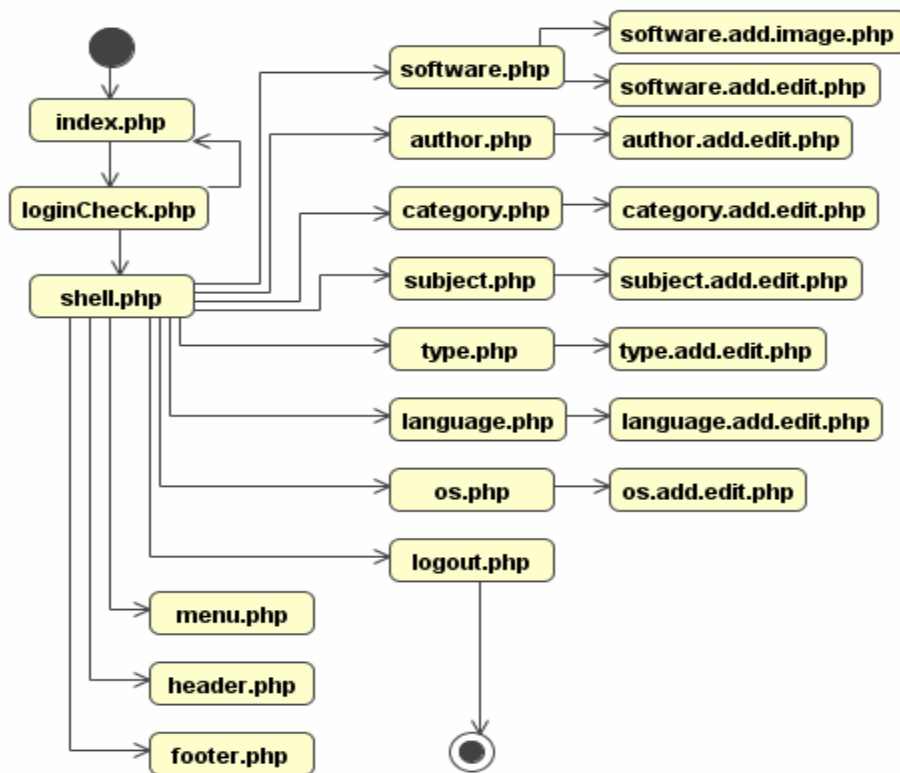 software.add.image.php
software.php
software.add.edit.php
index.php
author.php
author.add.edit.php
loginCheck.php
category.php
category.add.edit.php
shell.php
subject.php
subject.add.edit.php
type.php
type.add.edit.php
language.php
language.add.edit.php
os.php
os.add.edit.php
logout.php
menu.php
header.php
footer.php